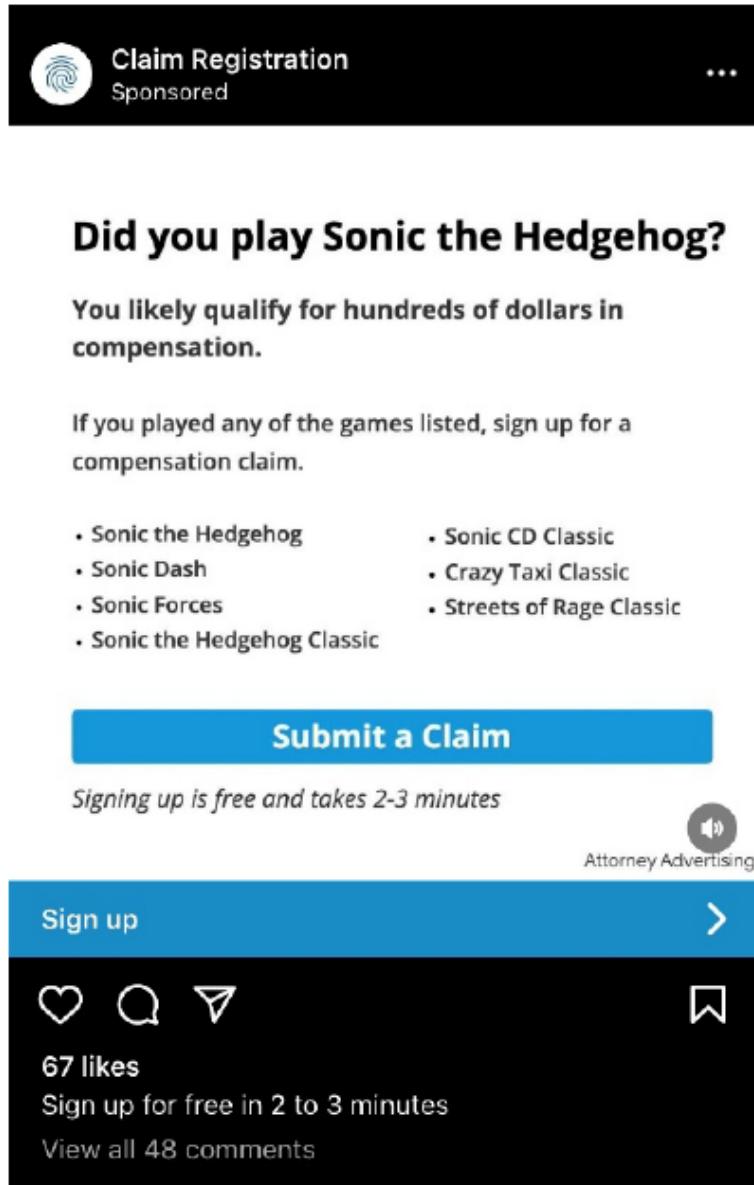 Claim Registration
Sponsored
Did you play Sonic the Hedgehog?
You likely qualify for hundreds of dollars in
compensation.
If you played any of the games listed, sign up for a
compensation claim.
• Sonic the Hedgehog
• Sonic Dash
• Sonic Forces
• Sonic the Hedgehog Classic
• Sonic CD Classic
• Crazy Taxi Classic
• Streets of Rage Classic
Submit a Claim
Signing up is free and takes 2-3 minutes
Attorney Advertising
Sign up
67 likes
Sign up for free in 2 to 3 minutes
View all 48 comments